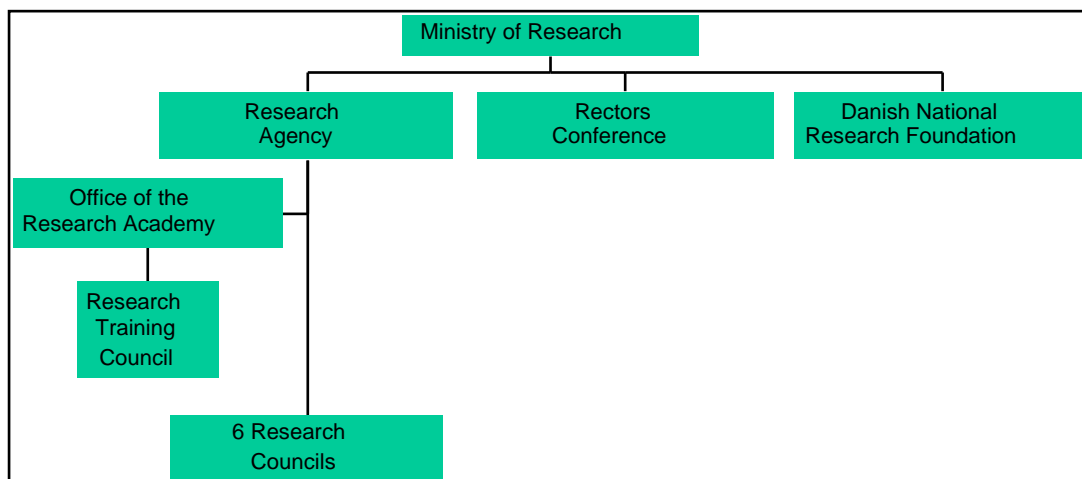 Ministry of Research
Research
Agency
Rectors
Conference
Danish National
Research Foundation
Office of the
Research Academy
Research
Training
Council
6 Research
Councils